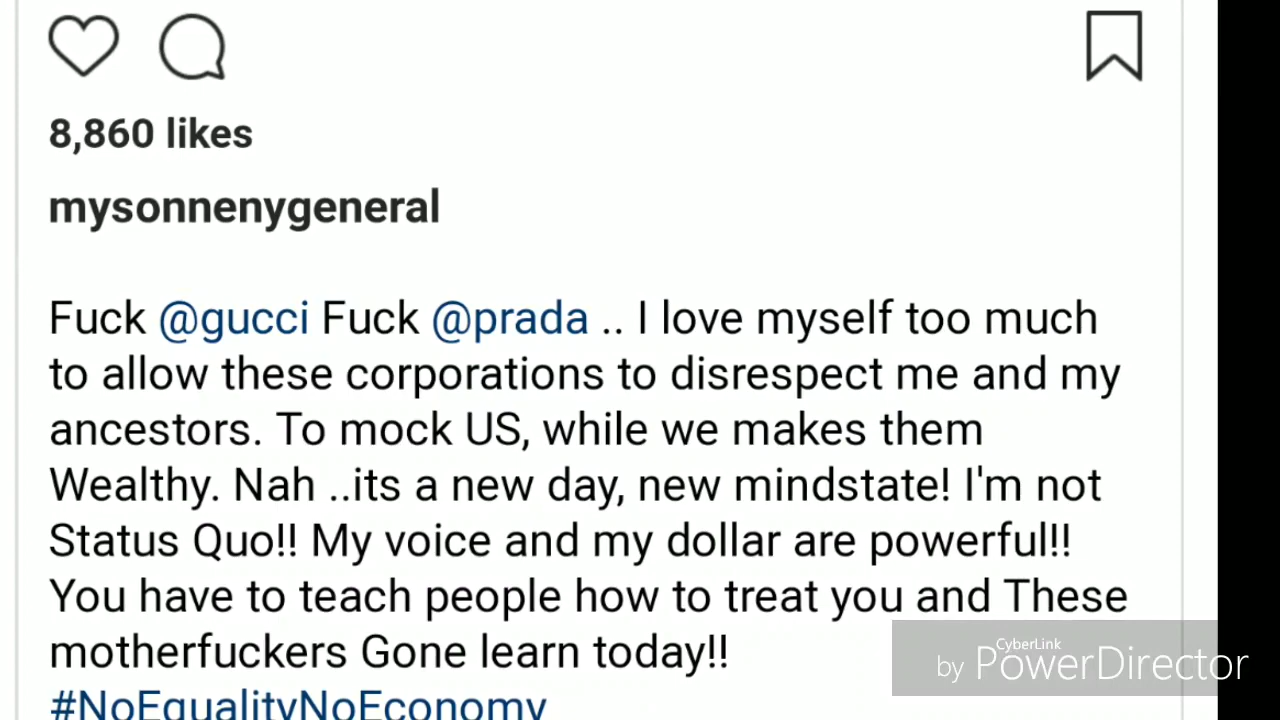 8,860 likes
mysonnenygeneral
Fuck @gucci Fuck @prada .. I love myself too much
to allow these corporations to disrespect me and my
ancestors. To mock US, while we makes them
Wealthy. Nah ..its a new day, new mindstate! I'm not
Status Quo!! My voice and my dollar are powerful!!
You have to teach people how to treat you and These
motherfuckers Gone learn today!!
#NoEqualityNoEconomy
CyberLink
by PowerDirector